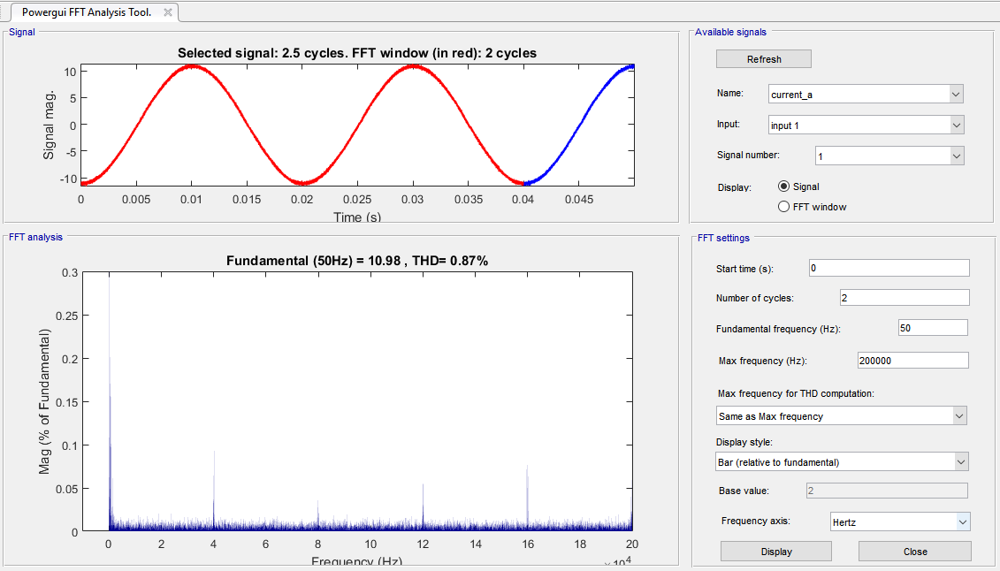 Powergui FFT Analysis Tool.
Signal
Selected signal: 2.5 cycles. FFT window (in red): 2 cycles
10
5
0
-5
-10
Signal mag.
0 0.005 0.01 0.015 0.02 0.025 0.03 0.035 0.04 0.045
Time (s)
FFT analysis
Fundamental (50Hz) = 10.98 , THD= 0.87%
0.3
0.25
0.2
0.15
0.1
0.05
0
Mag (% of Fundamental)
0 2 4 6 8 10 12 14 16 18 20
Frequency (Hz)
×10^4
Available signals
Refresh
Name: current_a
Input: input 1
Signal number: 1
Display: Signal
FFT window
FFT settings
Start time (s): 0
Number of cycles: 2
Fundamental frequency (Hz): 50
Max frequency (Hz): 200000
Max frequency for THD computation:
Same as Max frequency
Display style:
Bar (relative to fundamental)
Base value: 2
Frequency axis: Hertz
Display Close